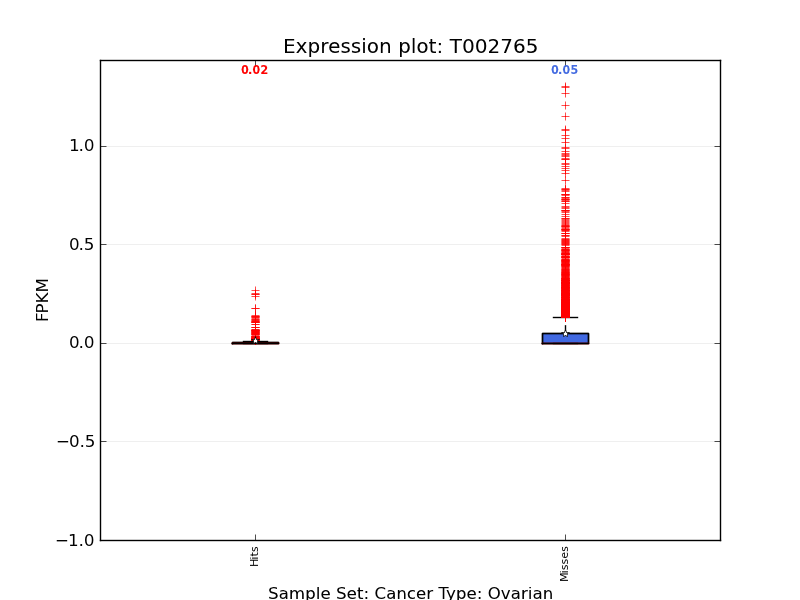 Expression plot: T002765
0.02
0.05
1.0
0.5
0.0
−0.5
−1.0
FPKM
Hits
Misses
Sample Set: Cancer Type: Ovarian